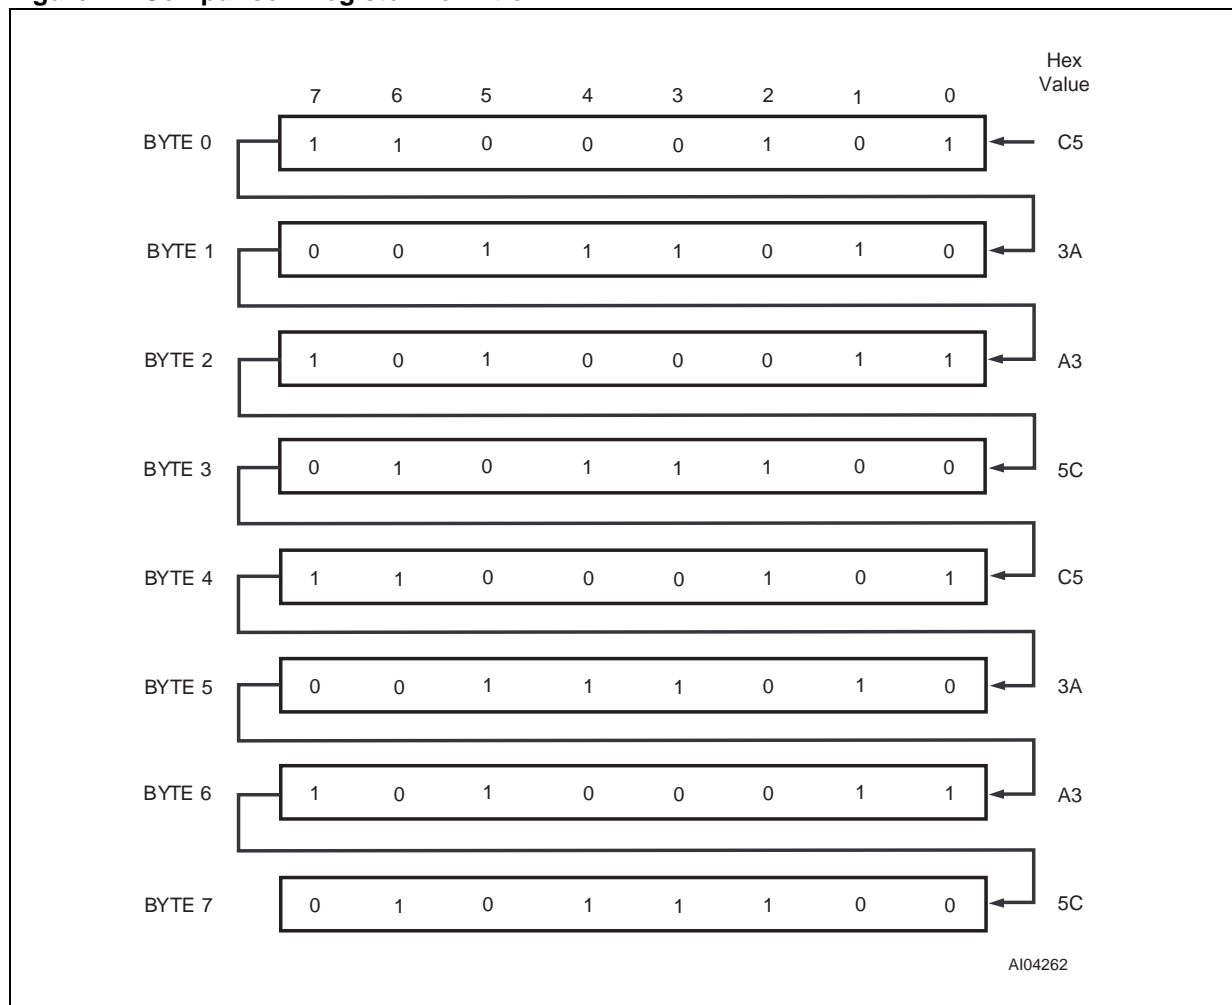 Hex
Value
7 6 5 4 3 2 1 0
BYTE 0 1 1 0 0 0 1 0 1 C5
BYTE 1 0 0 1 1 1 0 1 0 3A
BYTE 2 1 0 1 0 0 0 1 1 A3
BYTE 3 0 1 0 1 1 1 0 0 5C
BYTE 4 1 1 0 0 0 1 0 1 C5
BYTE 5 0 0 1 1 1 0 1 0 3A
BYTE 6 1 0 1 0 0 0 1 1 A3
BYTE 7 0 1 0 1 1 1 0 0 5C
AI04262